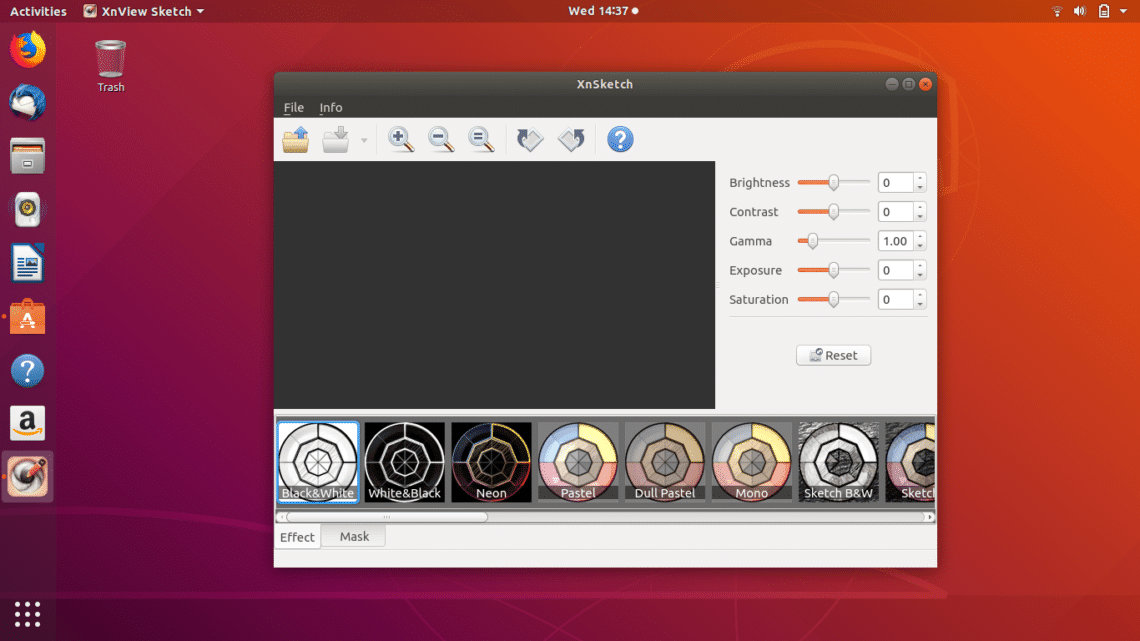 Activities XnView Sketch Wed 14:37
Trash
XnSketch
File Info
Brightness 0
Contrast 0
Gamma 1.00
Exposure 0
Saturation 0
Reset
Black&White White&Black Neon Pastel Dull Pastel Mono Sketch B&W Sketch
Effect Mask